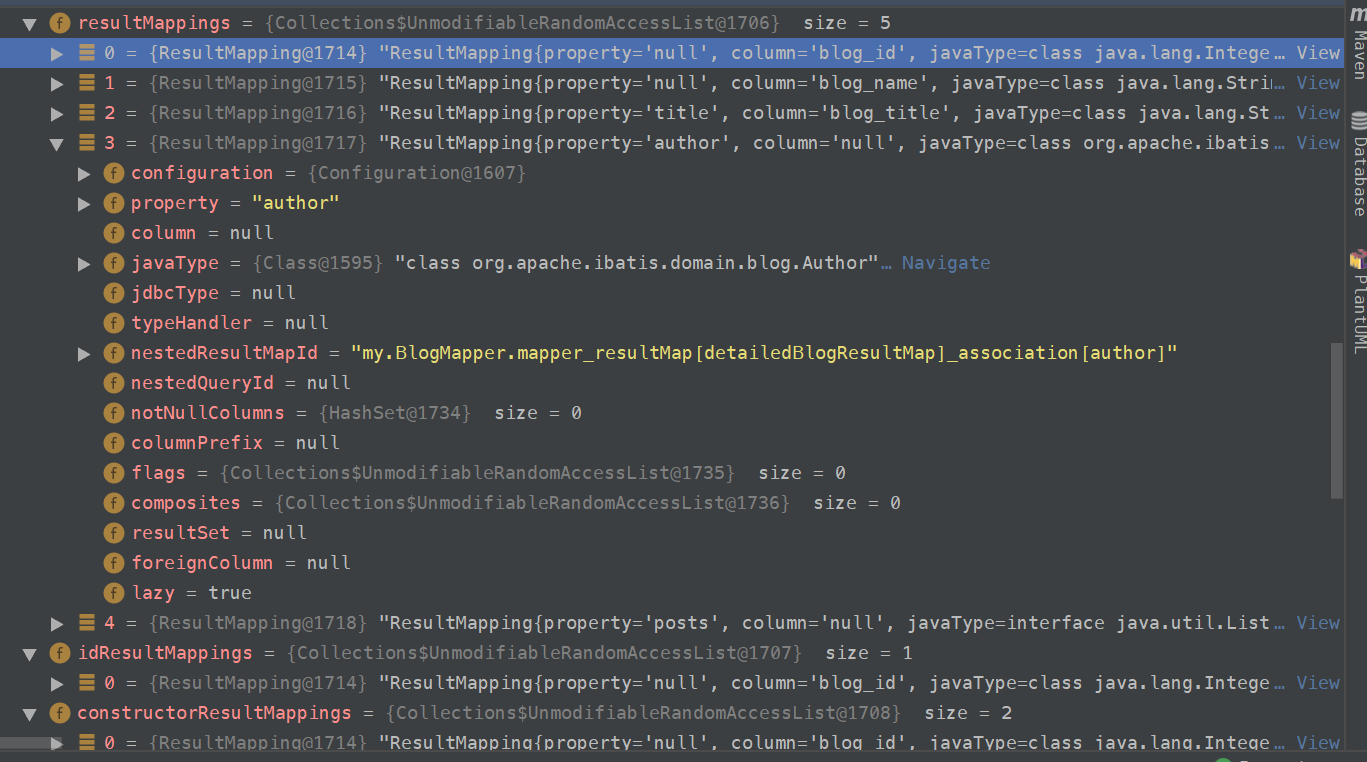 resultMappings = {Collections$UnmodifiableRandomAccessList@1706} size = 5
0 = {ResultMapping@1714} "ResultMapping{property='null', column='blog_id', javaType=class java.lang.Intege… View
1 = {ResultMapping@1715} "ResultMapping{property='null', column='blog_name', javaType=class java.lang.Stri… View
2 = {ResultMapping@1716} "ResultMapping{property='title', column='blog_title', javaType=class java.lang.St… View
3 = {ResultMapping@1717} "ResultMapping{property='author', column='null', javaType=class org.apache.ibatis… View
configuration = {Configuration@1607}
property = "author"
column = null
javaType = {Class@1595} "class org.apache.ibatis.domain.blog.Author"… Navigate
jdbcType = null
typeHandler = null
nestedResultMapId = "my.BlogMapper.mapper_resultMap[detailedBlogResultMap]_association[author]"
nestedQueryId = null
notNullColumns = {HashSet@1734} size = 0
columnPrefix = null
flags = {Collections$UnmodifiableRandomAccessList@1735} size = 0
composites = {Collections$UnmodifiableRandomAccessList@1736} size = 0
resultSet = null
foreignColumn = null
lazy = true
4 = {ResultMapping@1718} "ResultMapping{property='posts', column='null', javaType=interface java.util.List… View
idResultMappings = {Collections$UnmodifiableRandomAccessList@1707} size = 1
0 = {ResultMapping@1714} "ResultMapping{property='null', column='blog_id', javaType=class java.lang.Intege… View
constructorResultMappings = {Collections$UnmodifiableRandomAccessList@1708} size = 2
0 = {ResultMapping@1714} "ResultMapping{property='null', column='blog_id', javaType=class java.lang.Intege… View
Maven
Database
PlantUML